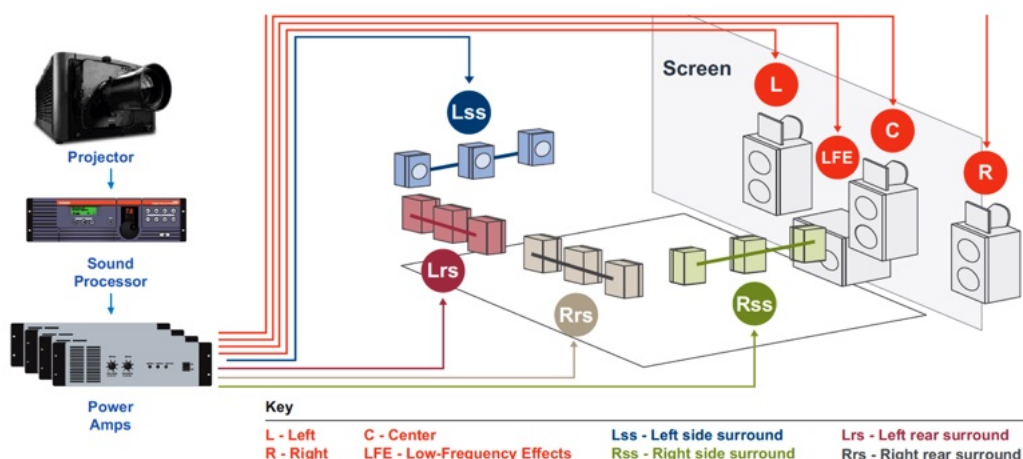 Screen
L
C
LFE
R
Lss
Lrs
Rrs
Rss
Projector
Sound
Processor
Power
Amps
Key
L - Left
C - Center
Lss - Left side surround
Lrs - Left rear surround
R - Right
LFE - Low-Frequency Effects
Rss - Right side surround
Rrs - Right rear surround